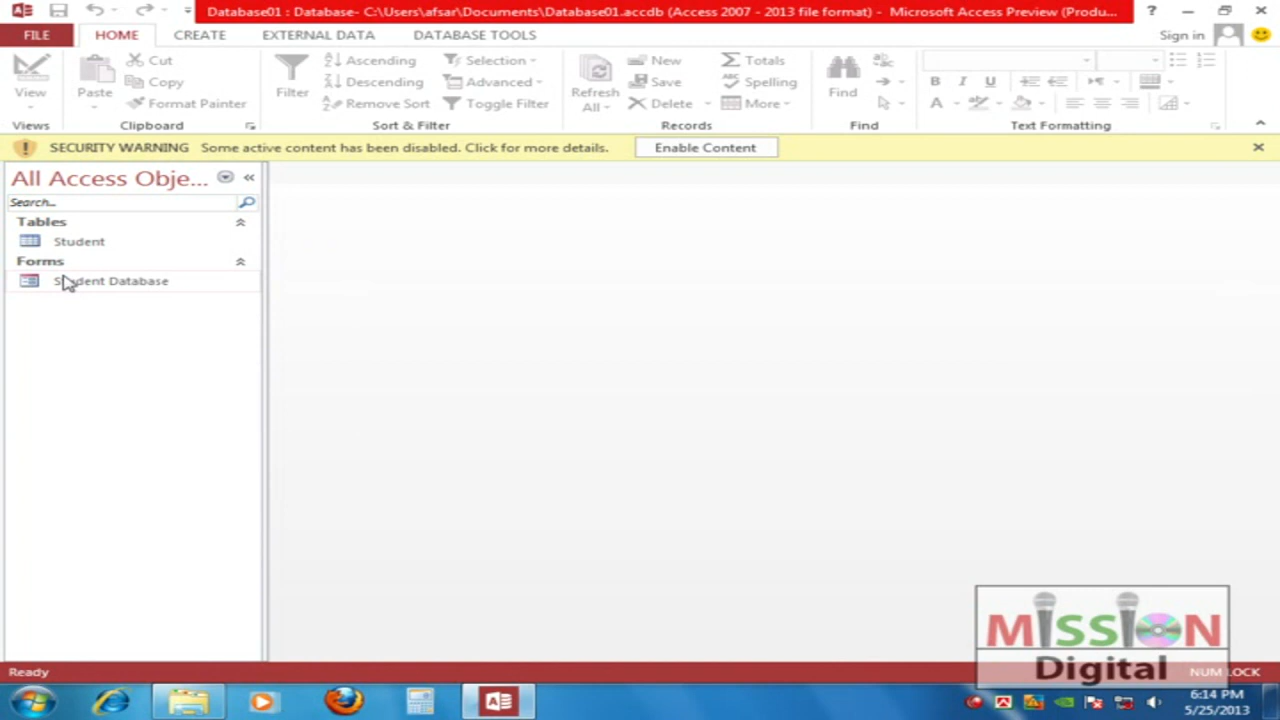 Database01 : Database- C:\Users\afsar\Documents\Database01.accdb (Access 2007 - 2013 file format) - Microsoft Access Preview (Produ...
FILE HOME CREATE EXTERNAL DATA DATABASE TOOLS Sign in
View
Views
Paste
Cut
Copy
Format Painter
Clipboard
Filter
Ascending
Descending
Remove Sort
Selection
Advanced
Toggle Filter
Sort & Filter
Refresh
All
New
Save
Delete
Totals
Spelling
More
Records
Find
Find
B I U
A
Text Formatting
SECURITY WARNING Some active content has been disabled. Click for more details. Enable Content
All Access Obje...
Search...
Tables
Student
Forms
Student Database
MISSION
Digital
Ready NUM LOCK
6:14 PM
5/25/2013